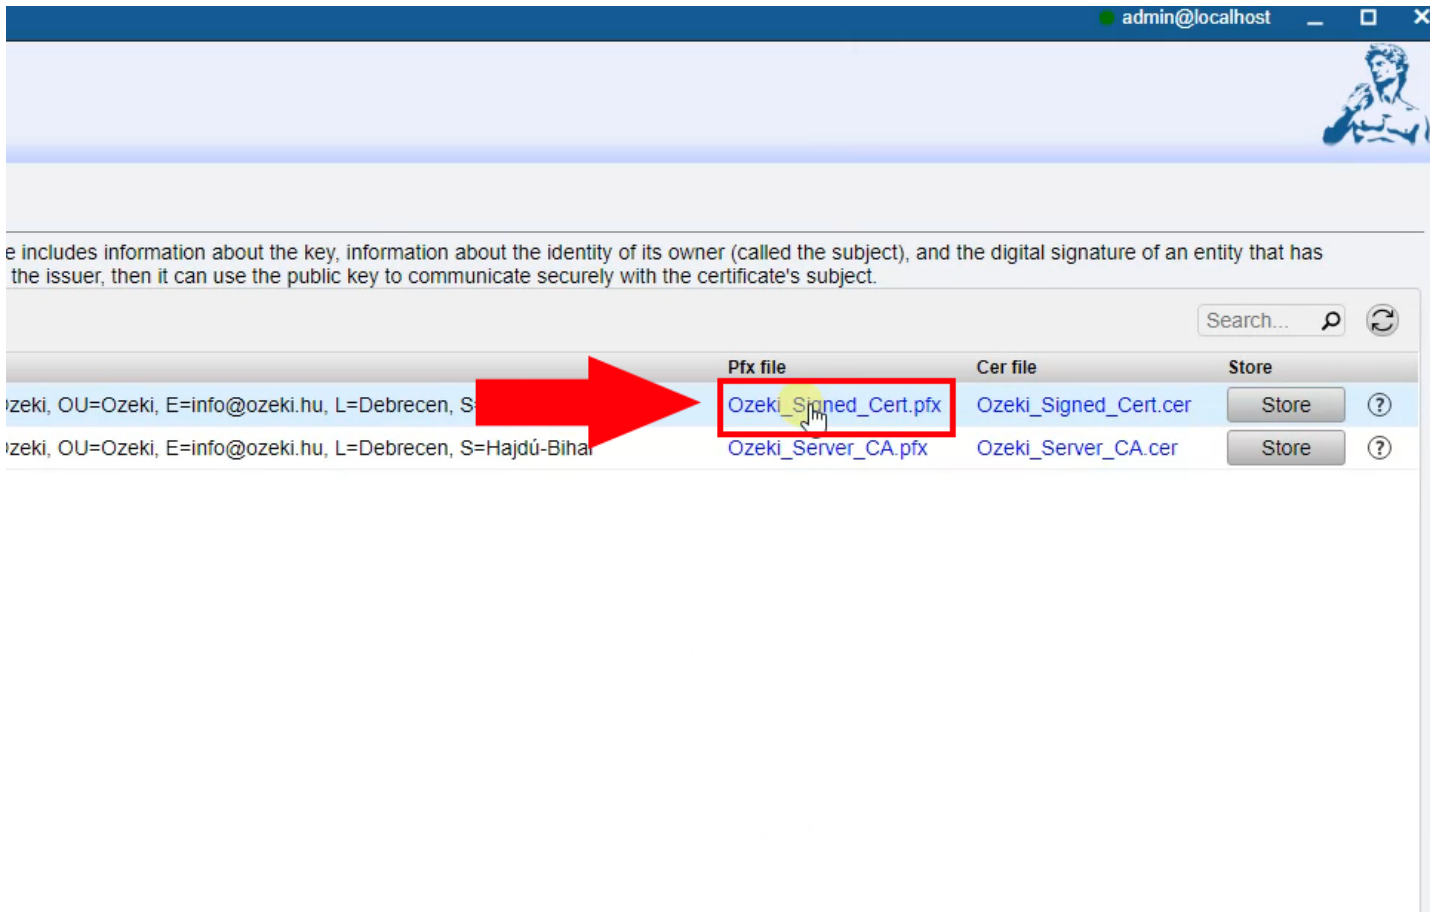 admin@localhost
e includes information about the key, information about the identity of its owner (called the subject), and the digital signature of an entity that has
the issuer, then it can use the public key to communicate securely with the certificate's subject.
Search...
Pfx file Cer file Store
Ozeki, OU=Ozeki, E=info@ozeki.hu, L=Debrecen, S= Ozeki_Signed_Cert.pfx Ozeki_Signed_Cert.cer Store ?
Ozeki, OU=Ozeki, E=info@ozeki.hu, L=Debrecen, S=Hajdú-Bihar Ozeki_Server_CA.pfx Ozeki_Server_CA.cer Store ?